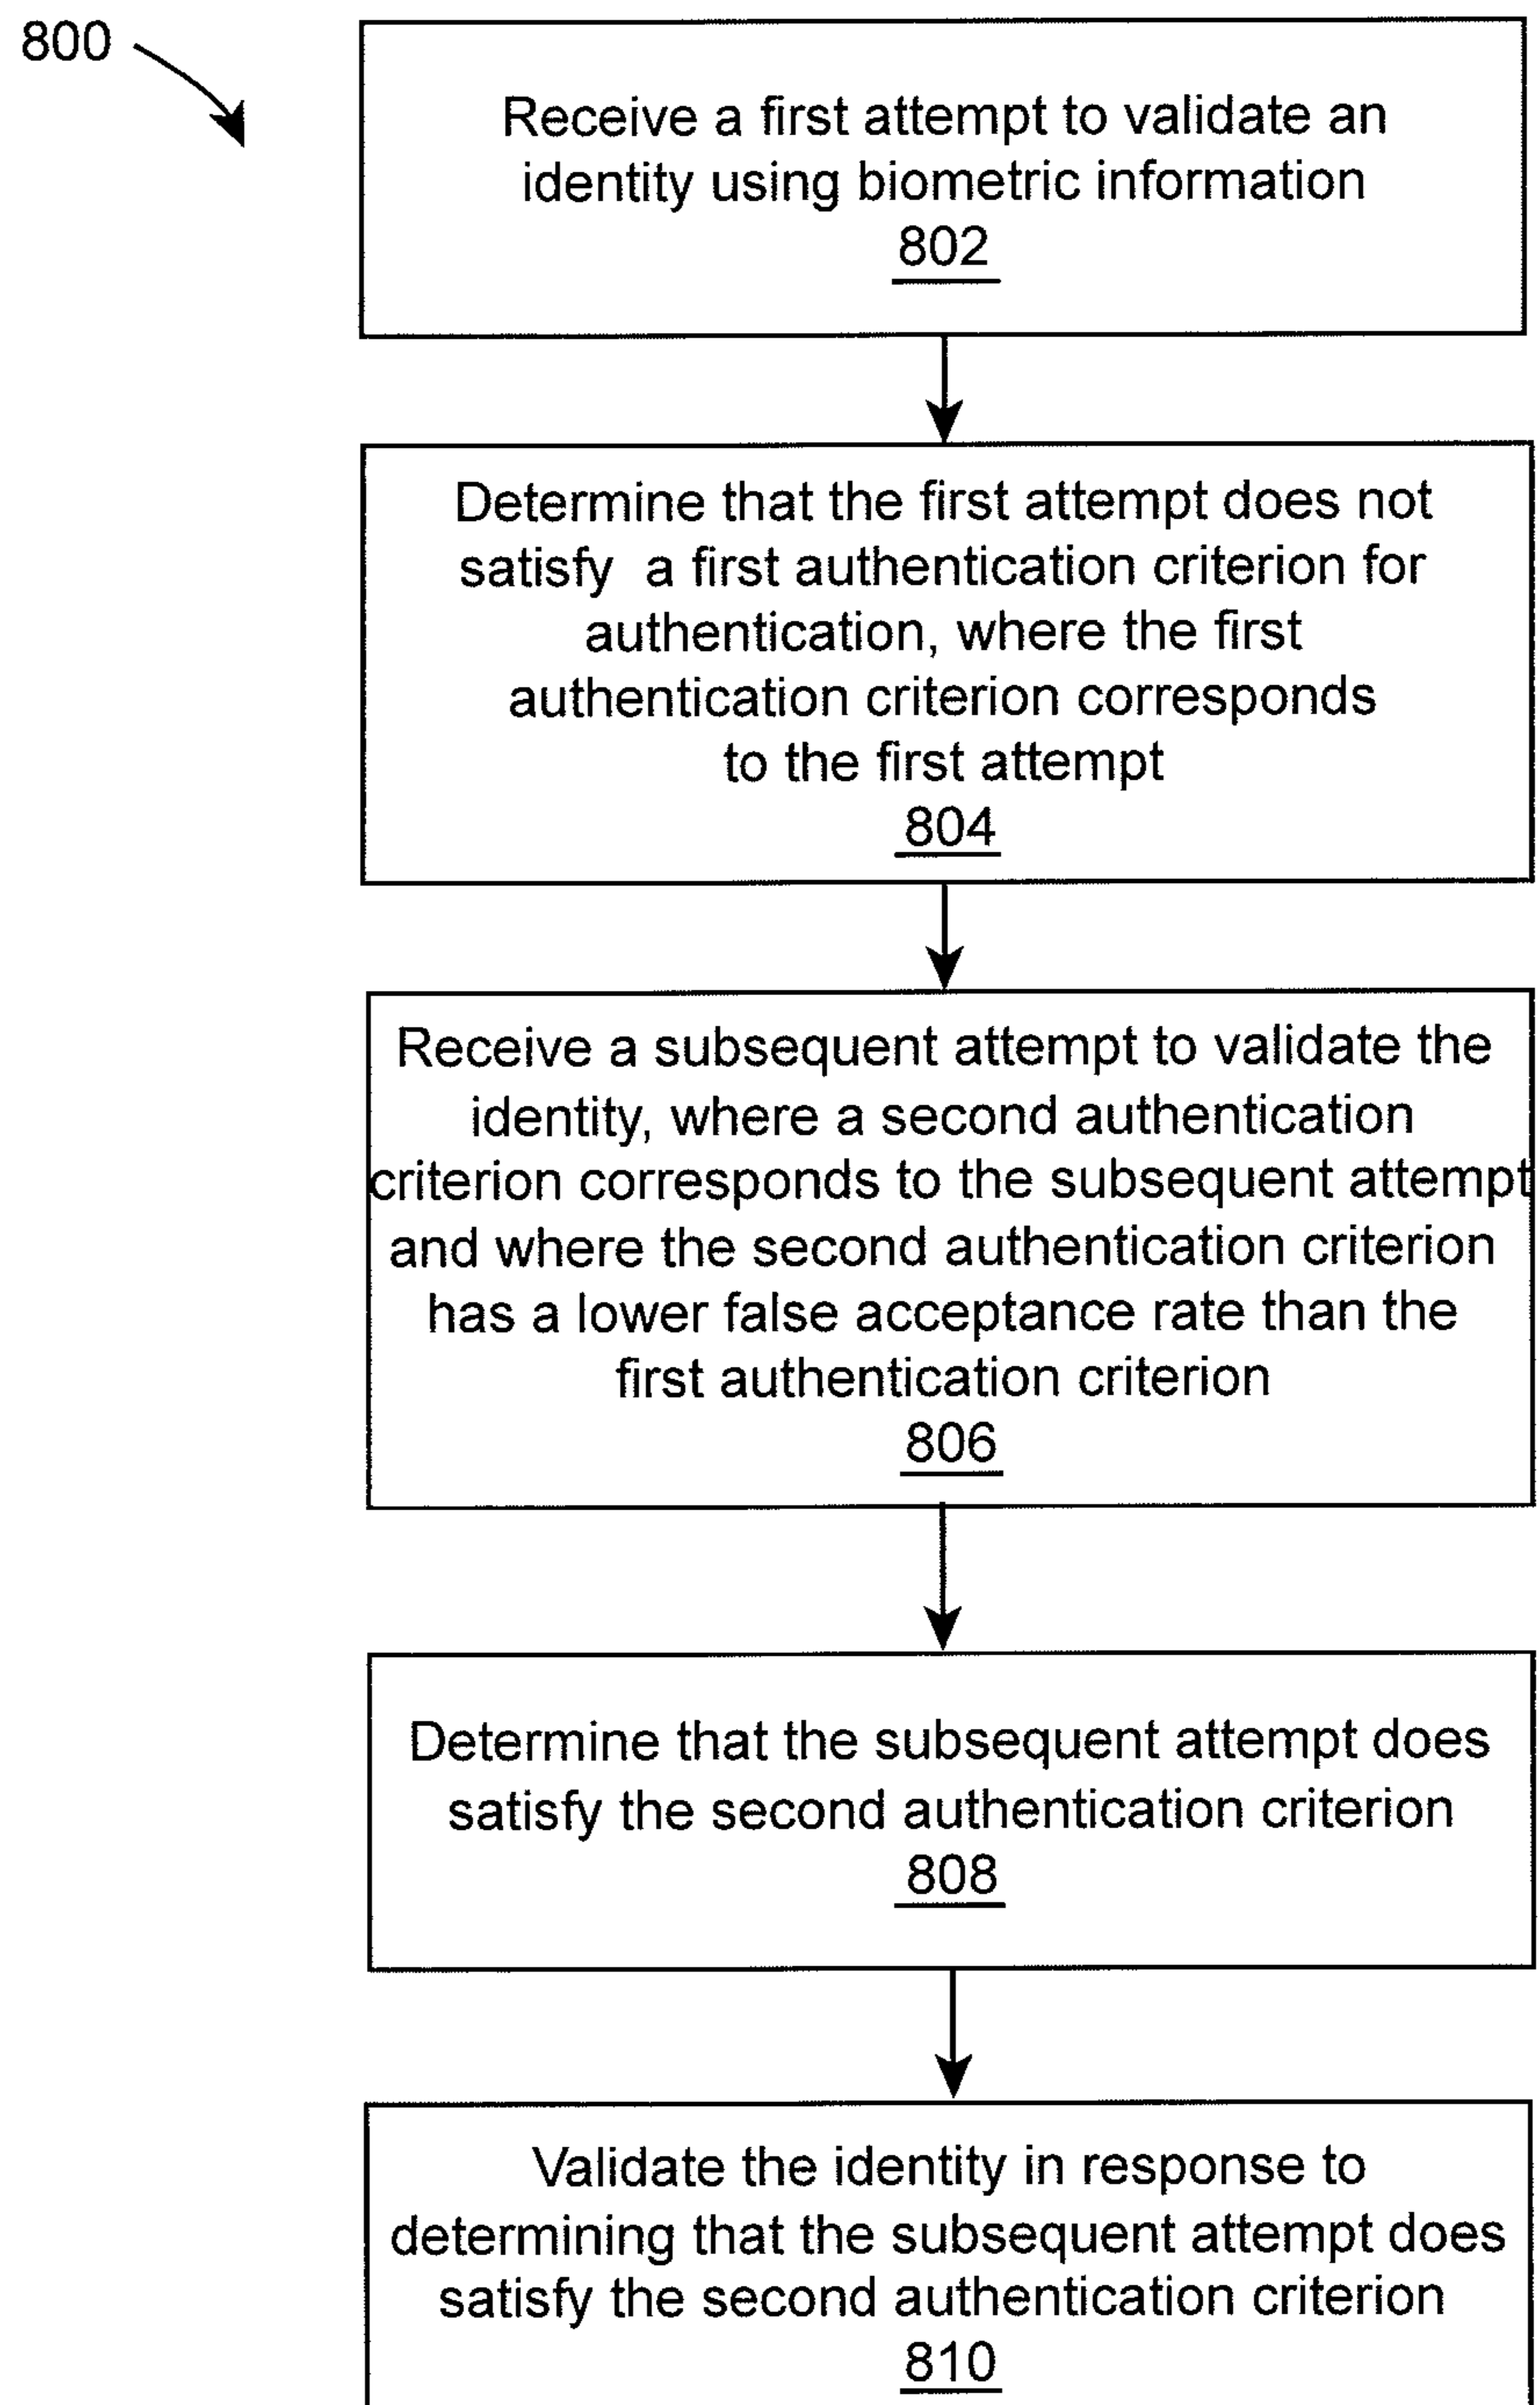 800
Receive a first attempt to validate an
identity using biometric information
802
Determine that the first attempt does not
satisfy a first authentication criterion for
authentication, where the first
authentication criterion corresponds
to the first attempt
804
Receive a subsequent attempt to validate the
identity, where a second authentication
criterion corresponds to the subsequent attempt
and where the second authentication criterion
has a lower false acceptance rate than the
first authentication criterion
806
Determine that the subsequent attempt does
satisfy the second authentication criterion
808
Validate the identity in response to
determining that the subsequent attempt does
satisfy the second authentication criterion
810